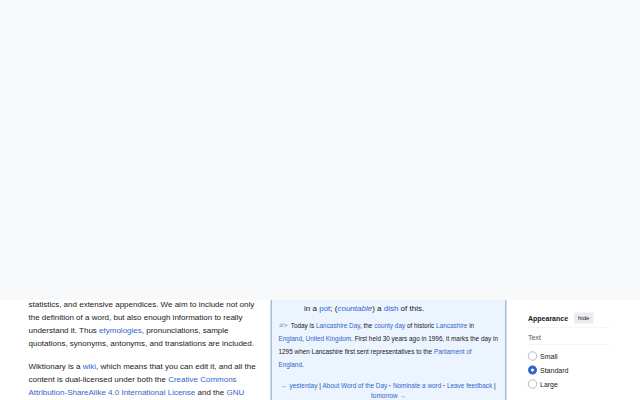 statistics, and extensive appendices. We aim to include not only
the definition of a word, but also enough information to really
understand it. Thus etymologies, pronunciations, sample
quotations, synonyms, antonyms, and translations are included.
Wiktionary is a wiki, which means that you can edit it, and all the
content is dual-licensed under both the Creative Commons
Attribution-ShareAlike 4.0 International License and the GNU
in a pot; (countable) a dish of this.
Today is Lancashire Day, the county day of historic Lancashire in
England, United Kingdom. First held 30 years ago in 1996, it marks the day in
1295 when Lancashire first sent representatives to the Parliament of
England.
← yesterday | About Word of the Day • Nominate a word • Leave feedback |
tomorrow →
Appearance hide
Text
Small
Standard
Large